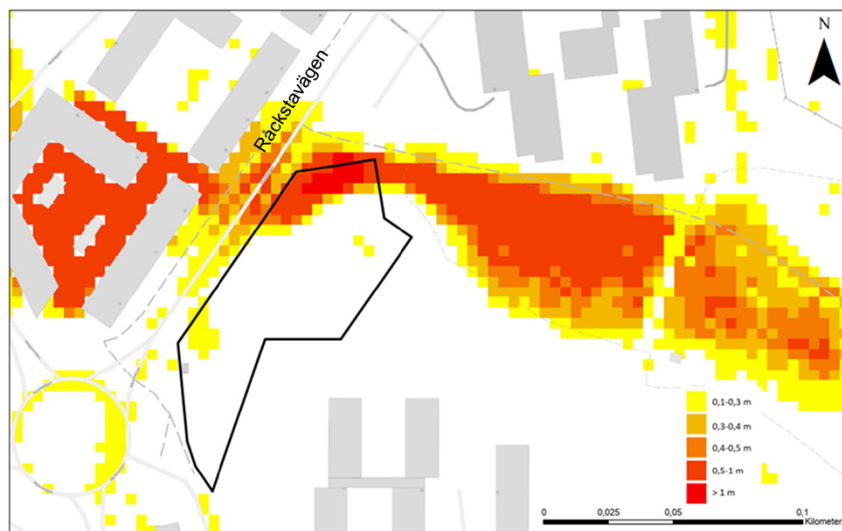 N
Råckstavägen
0,1-0,3 m
0,3-0,4 m
0,4-0,5 m
0,5-1 m
> 1 m
0 0,025 0,05 0,1
Kilometer